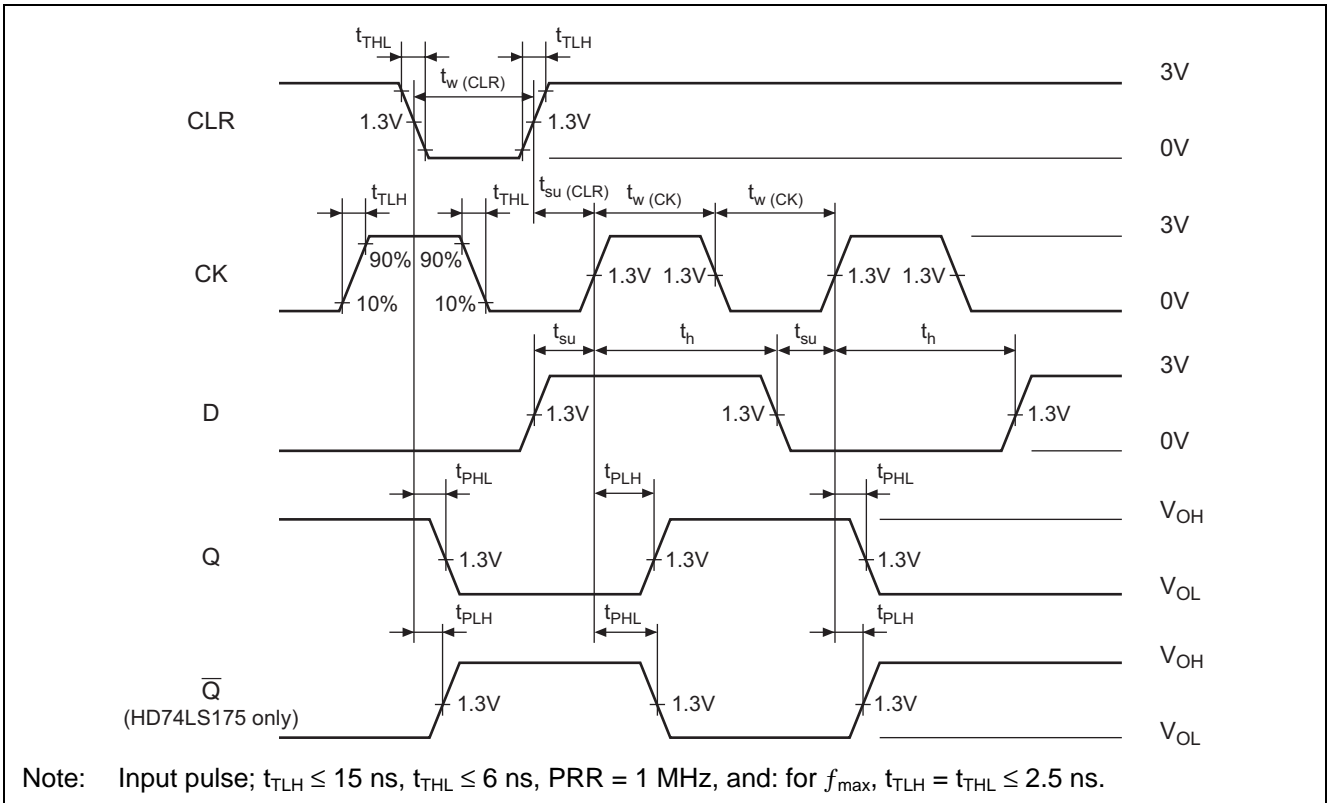 tTHL tTLH
tw (CLR)
3V
CLR 1.3V 1.3V
0V
tTLH tTHL tsu (CLR) tw (CK) tw (CK)
3V
90% 90%
CK 1.3V 1.3V 1.3V 1.3V
10% 10%
0V
tsu th tsu th
3V
D 1.3V 1.3V 1.3V
0V
tPHL tPLH tPHL
VOH
Q 1.3V 1.3V 1.3V
VOL
tPLH tPHL tPLH
VOH
Q̅ 1.3V 1.3V 1.3V
(HD74LS175 only)
VOL
Note: Input pulse; tTLH ≤ 15 ns, tTHL ≤ 6 ns, PRR = 1 MHz, and: for fmax, tTLH = tTHL ≤ 2.5 ns.